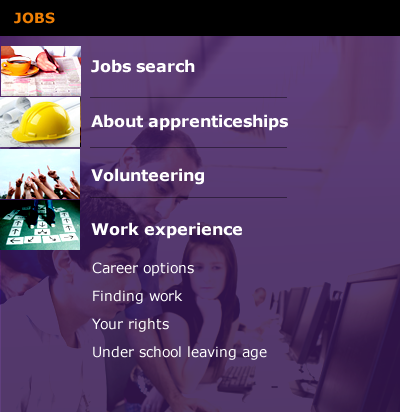 JOBS
Jobs search
About apprenticeships
Volunteering
Work experience
Career options
Finding work
Your rights
Under school leaving age